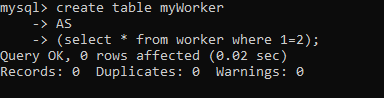 mysql> create table myWorker
    -> AS
    -> (select * from worker where 1=2);
Query OK, 0 rows affected (0.02 sec)
Records: 0  Duplicates: 0  Warnings: 0